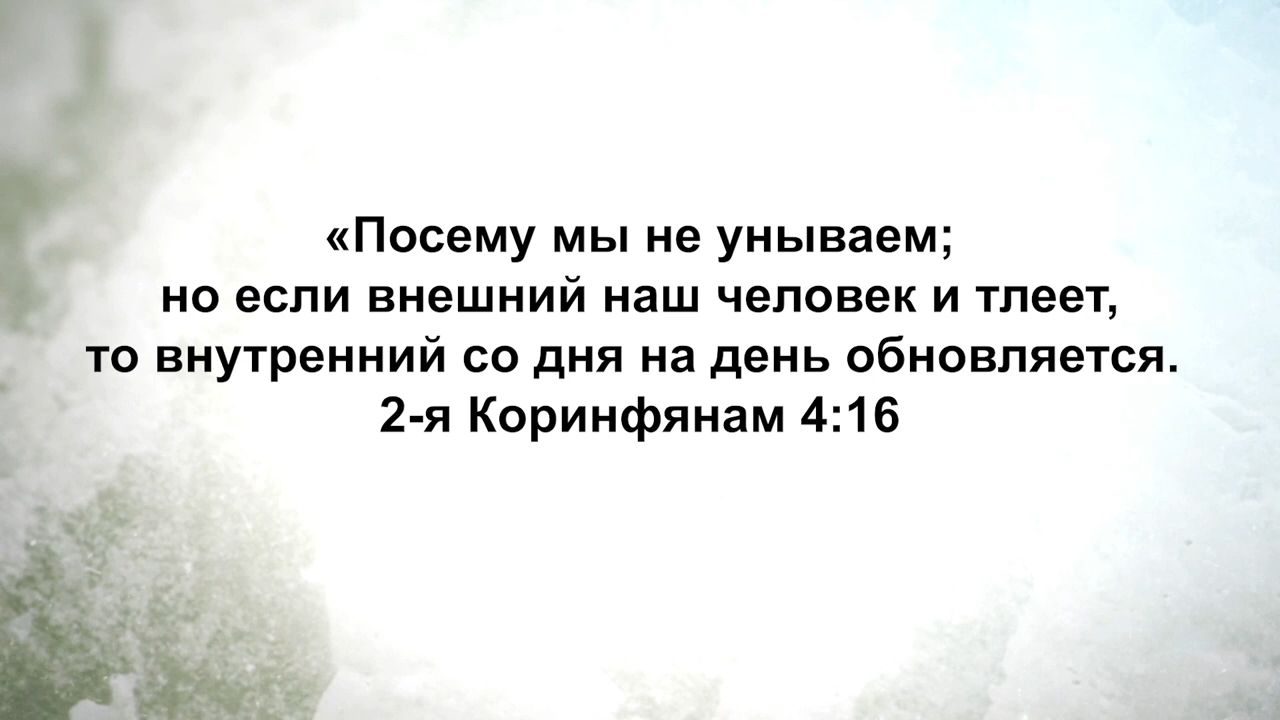 «Посему мы не унываем;
но если внешний наш человек и тлеет,
то внутренний со дня на день обновляется.
2-я Коринфянам 4:16